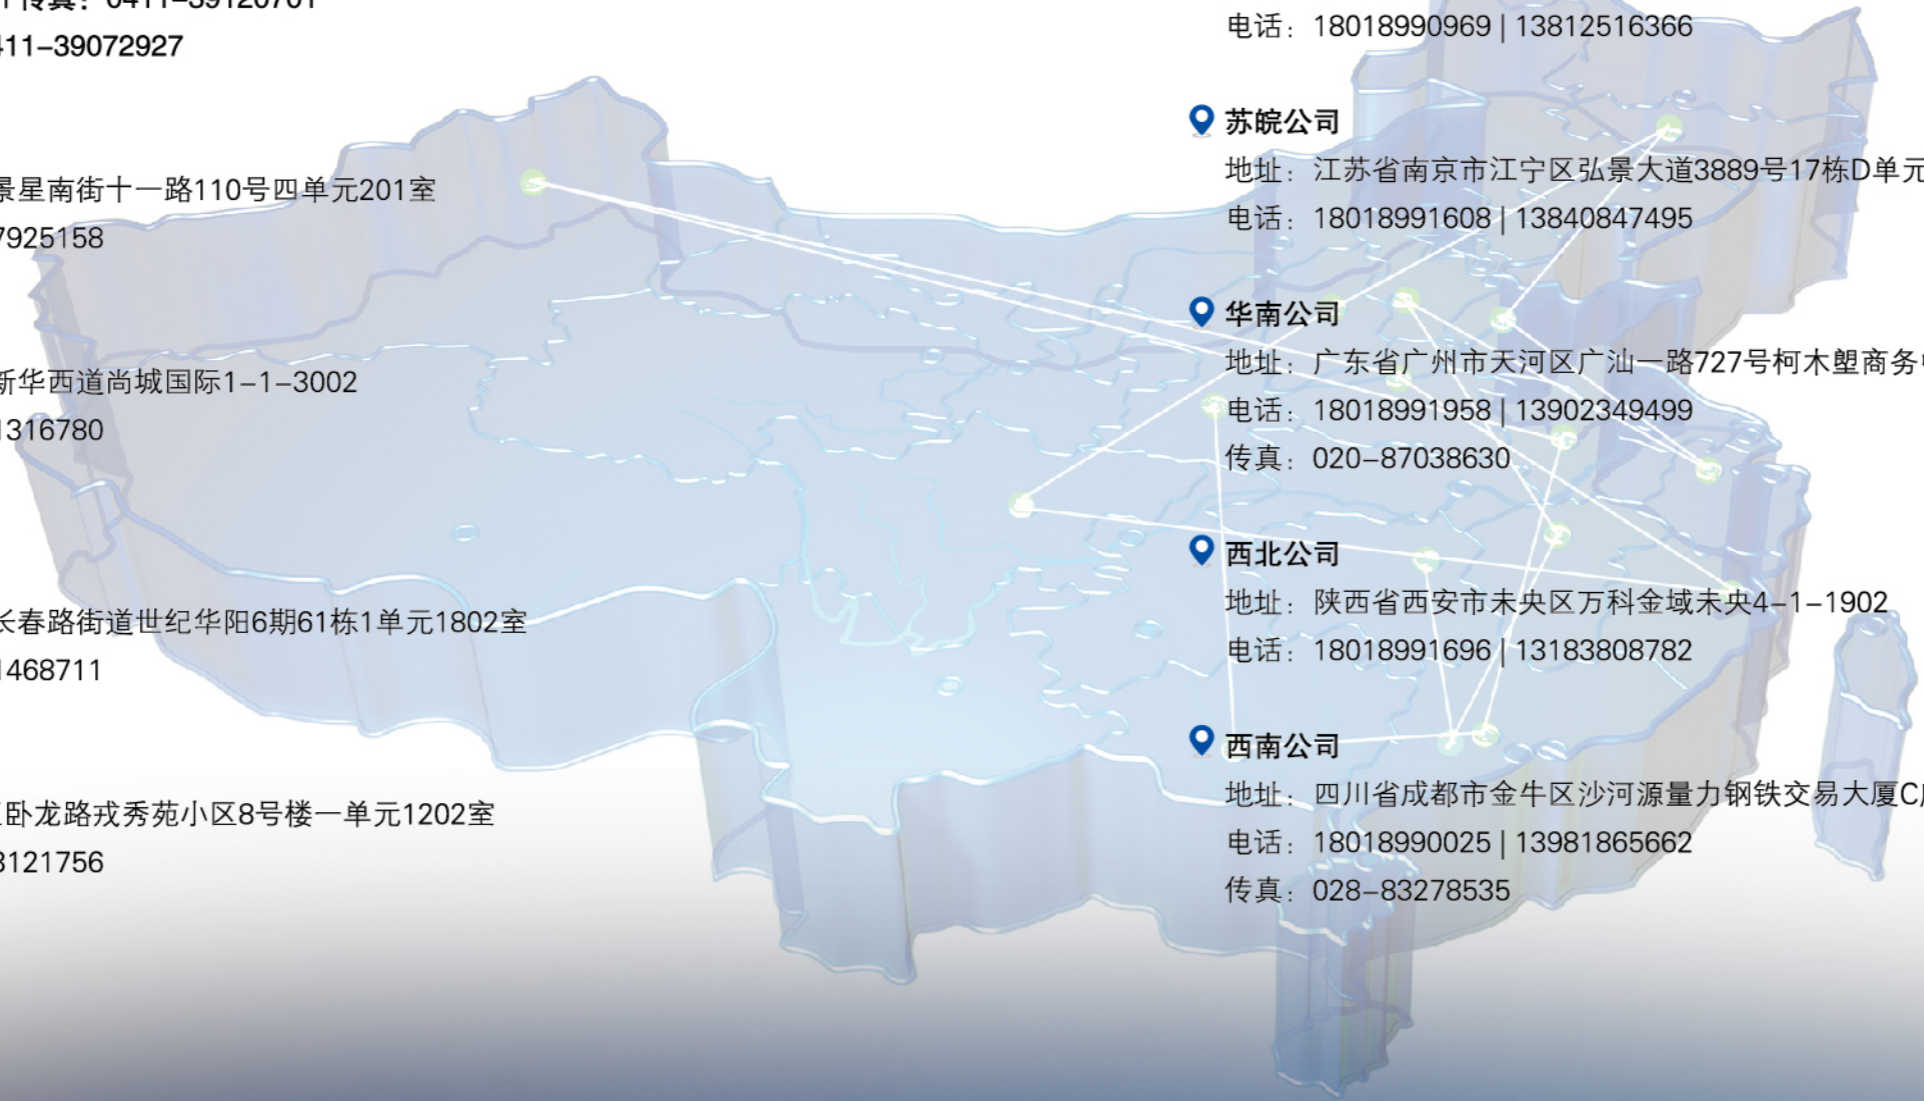 传真：0411-39120701
411-39072927
景星南街十一路110号四单元201室
7925158
新华西道尚城国际1-1-3002
1316780
长春路街道世纪华阳6期61栋1单元1802室
1468711
卧龙路戎秀苑小区8号楼一单元1202室
3121756
电话：18018990969 | 13812516366
苏皖公司
地址：江苏省南京市江宁区弘景大道3889号17栋D单元
电话：18018991608 | 13840847495
华南公司
地址：广东省广州市天河区广汕一路727号柯木塱商务
电话：18018991958 | 13902349499
传真：020-87038630
西北公司
地址：陕西省西安市未央区万科金域未央4-1-1902
电话：18018991696 | 13183808782
西南公司
地址：四川省成都市金牛区沙河源量力钢铁交易大厦C
电话：18018990025 | 13981865662
传真：028-83278535